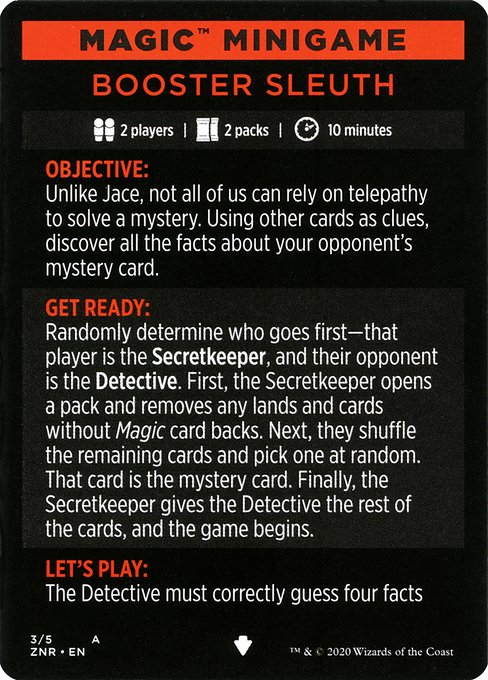 MAGIC™ MINIGAME
BOOSTER SLEUTH
2 players | 2 packs | 10 minutes
OBJECTIVE:
Unlike Jace, not all of us can rely on telepathy
to solve a mystery. Using other cards as clues,
discover all the facts about your opponent's
mystery card.
GET READY:
Randomly determine who goes first—that
player is the Secretkeeper, and their opponent
is the Detective. First, the Secretkeeper opens
a pack and removes any lands and cards
without Magic card backs. Next, they shuffle
the remaining cards and pick one at random.
That card is the mystery card. Finally, the
Secretkeeper gives the Detective the rest of
the cards, and the game begins.
LET'S PLAY:
The Detective must correctly guess four facts
3/5 A
ZNR • EN
™ & © 2020 Wizards of the Coast